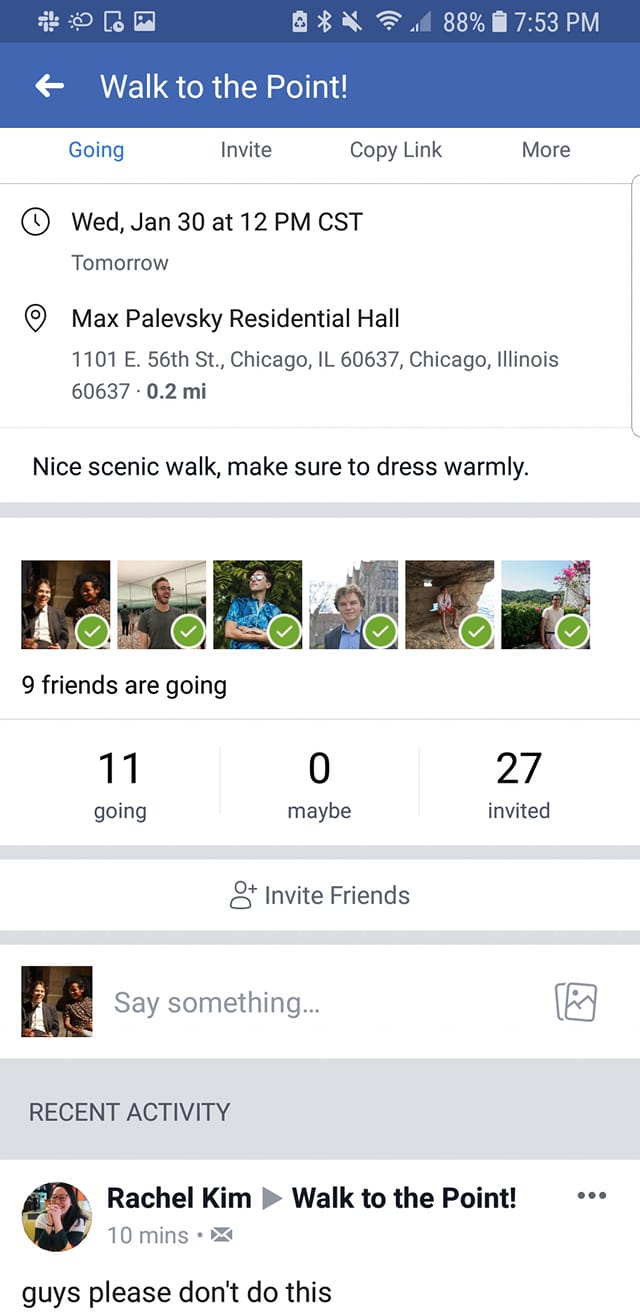 88% 7:53 PM
Walk to the Point!
Going Invite Copy Link More
Wed, Jan 30 at 12 PM CST
Tomorrow
Max Palevsky Residential Hall
1101 E. 56th St., Chicago, IL 60637, Chicago, Illinois
60637 · 0.2 mi
Nice scenic walk, make sure to dress warmly.
9 friends are going
11 0 27
going maybe invited
Invite Friends
Say something...
RECENT ACTIVITY
Rachel Kim ▶ Walk to the Point!
10 mins •
guys please don't do this